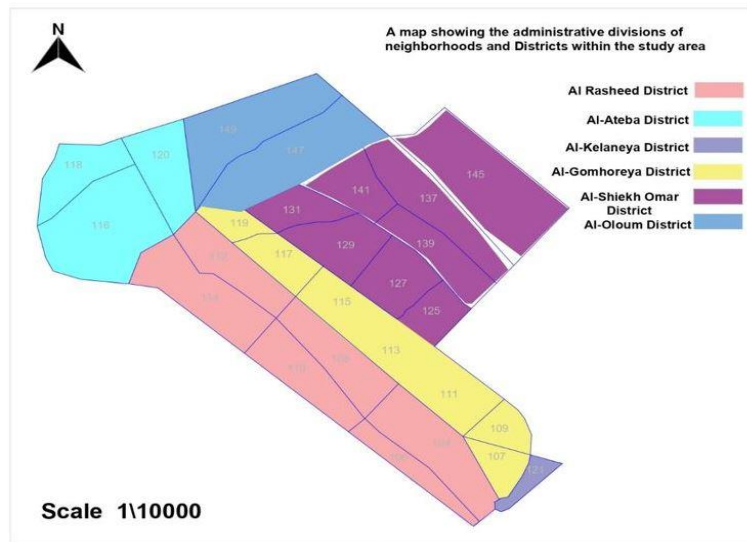 N
A map showing the administrative divisions of
neighborhoods and Districts within the study area
Al Rasheed District
Al-Ateba District
Al-Kelaneya District
Al-Gomhoreya District
Al-Shiekh Omar
District
Al-Oloum District
149
147
120
118
116
145
141
137
131
139
129
127
125
119
117
115
113
111
109
107
121
114
Scale 1\10000